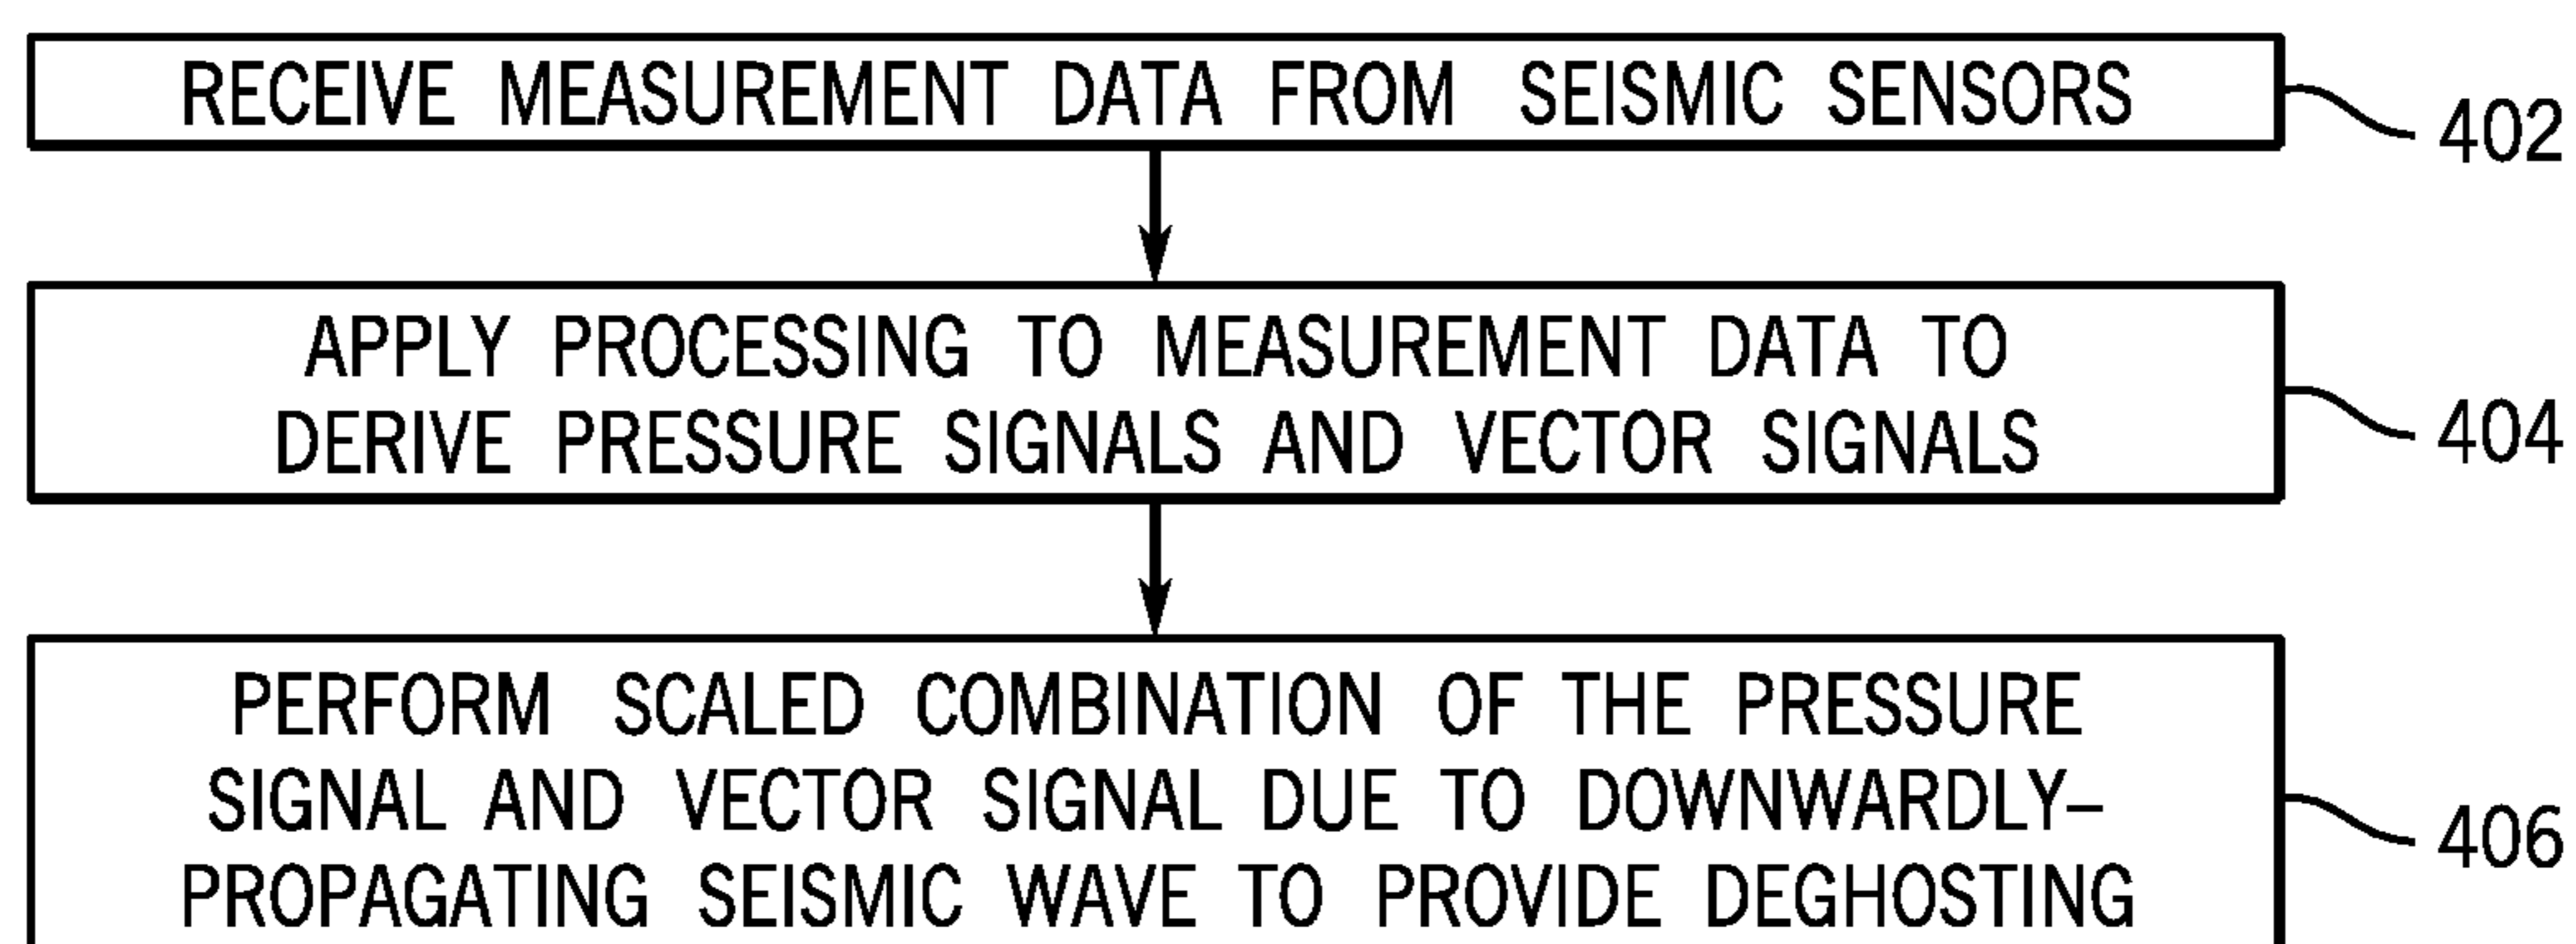 RECEIVE MEASUREMENT DATA FROM SEISMIC SENSORS
402
APPLY PROCESSING TO MEASUREMENT DATA TO
DERIVE PRESSURE SIGNALS AND VECTOR SIGNALS
404
PERFORM SCALED COMBINATION OF THE PRESSURE
SIGNAL AND VECTOR SIGNAL DUE TO DOWNWARDLY–
PROPAGATING SEISMIC WAVE TO PROVIDE DEGHOSTING
406